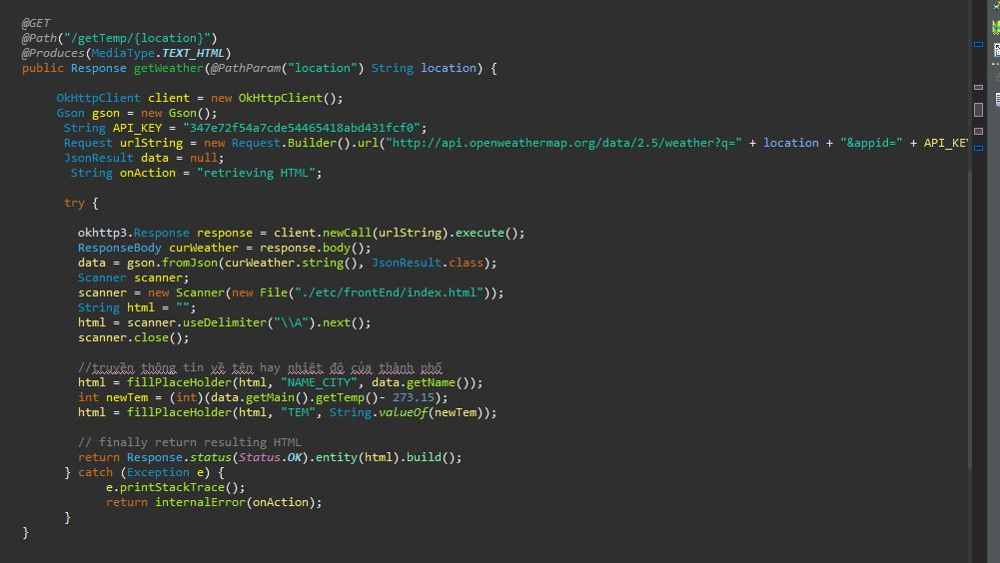 @GET
@Path("/getTemp/{location}")
@Produces(MediaType.TEXT_HTML)
public Response getWeather(@PathParam("location") String location) {
OkHttpClient client = new OkHttpClient();
Gson gson = new Gson();
String API_KEY = "347e72f54a7cde54465418abd431fcf0";
Request urlString = new Request.Builder().url("http://api.openweathermap.org/data/2.5/weather?q=" + location + "&appid=" + API_KEY
JsonResult data = null;
String onAction = "retrieving HTML";
try {
okhttp3.Response response = client.newCall(urlString).execute();
ResponseBody curWeather = response.body();
data = gson.fromJson(curWeather.string(), JsonResult.class);
Scanner scanner;
scanner = new Scanner(new File("./etc/frontEnd/index.html"));
String html = "";
html = scanner.useDelimiter("\\A").next();
scanner.close();
//truyền thông tin về tên hay nhiệt độ của thành phố
html = fillPlaceHolder(html, "NAME_CITY", data.getName());
int newTem = (int)(data.getMain().getTemp()- 273.15);
html = fillPlaceHolder(html, "TEM", String.valueOf(newTem));
// finally return resulting HTML
return Response.status(Status.OK).entity(html).build();
} catch (Exception e) {
e.printStackTrace();
return internalError(onAction);
}
}